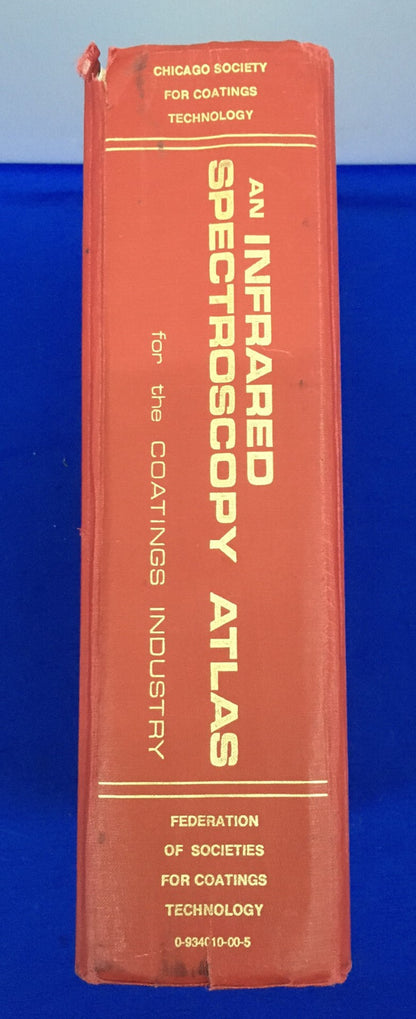 CHICAGO SOCIETY
FOR COATINGS
TECHNOLOGY
AN INFRARED
SPECTROSCOPY ATLAS
for the COATINGS INDUSTRY
FEDERATION
OF SOCIETIES
FOR COATINGS
TECHNOLOGY
0-934010-00-5